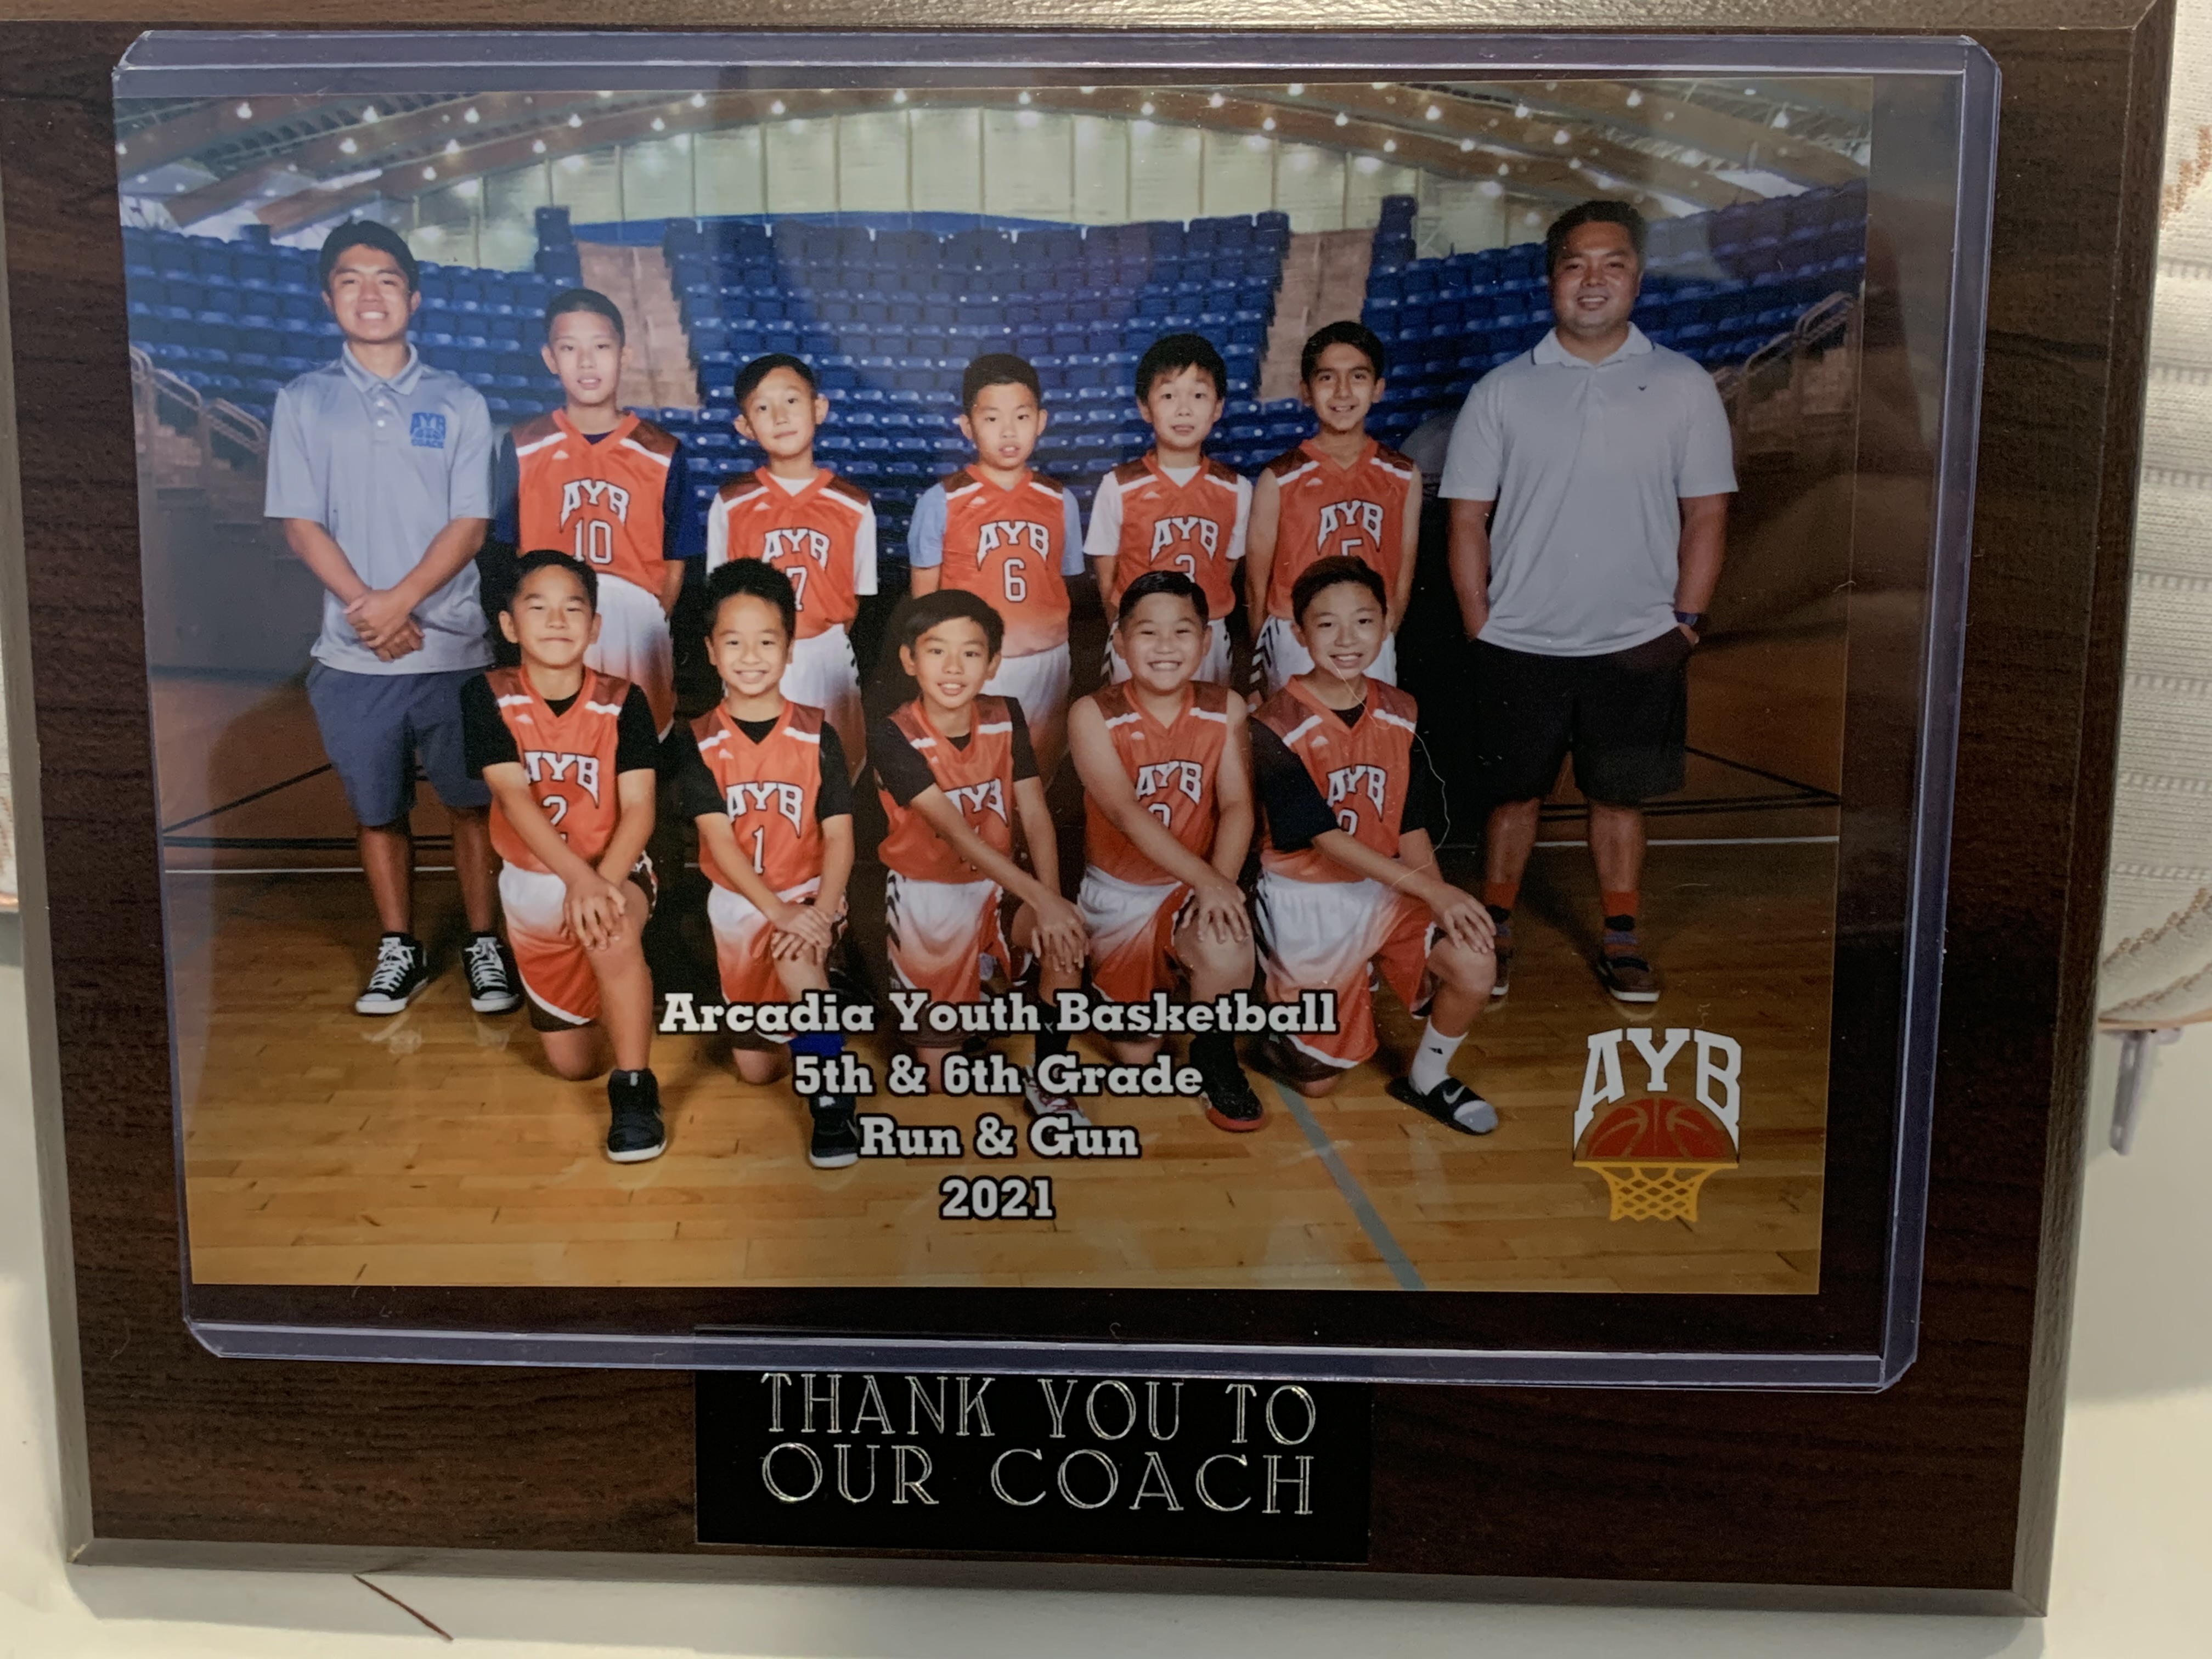 AYB
COACH
AYB
10
AYB
7
AYB
6
AYB
3
AYB
5
AYB
2
AYB
1
AYB
AYB
AYB
Arcadia Youth Basketball
5th & 6th Grade
Run & Gun
2021
AYB
THANK YOU TO
OUR COACH